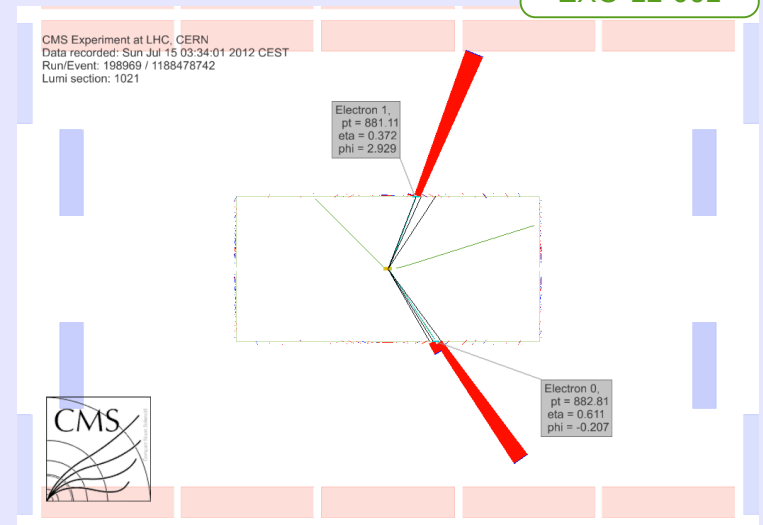 CMS Experiment at LHC, CERN
Data recorded: Sun Jul 15 03:34:01 2012 CEST
Run/Event: 198969 / 1188478742
Lumi section: 1021
Electron 1,
pt = 881.11
eta = 0.372
phi = 2.929
Electron 0,
pt = 882.81
eta = 0.611
phi = -0.207
CMS